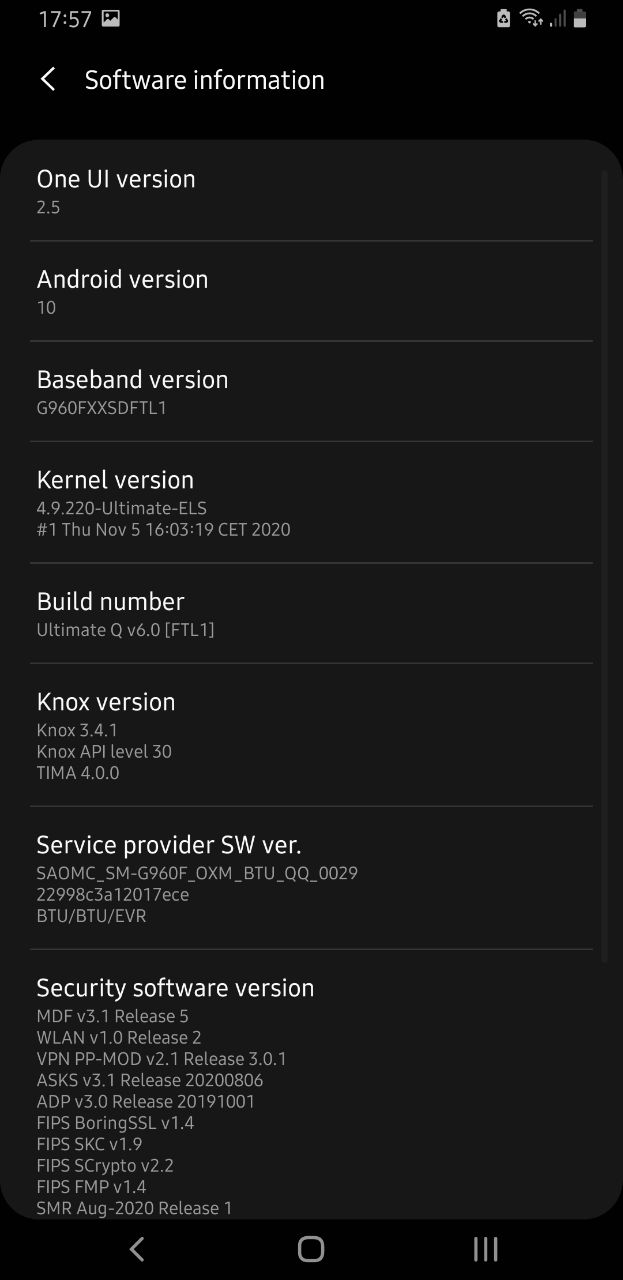 17:57
Software information
One UI version
2.5
Android version
10
Baseband version
G960FXXSDFTL1
Kernel version
4.9.220-Ultimate-ELS
#1 Thu Nov 5 16:03:19 CET 2020
Build number
Ultimate Q v6.0 [FTL1]
Knox version
Knox 3.4.1
Knox API level 30
TIMA 4.0.0
Service provider SW ver.
SAOMC_SM-G960F_OXM_BTU_QQ_0029
22998c3a12017ece
BTU/BTU/EVR
Security software version
MDF v3.1 Release 5
WLAN v1.0 Release 2
VPN PP-MOD v2.1 Release 3.0.1
ASKS v3.1 Release 20200806
ADP v3.0 Release 20191001
FIPS BoringSSL v1.4
FIPS SKC v1.9
FIPS SCrypto v2.2
FIPS FMP v1.4
SMR Aug-2020 Release 1